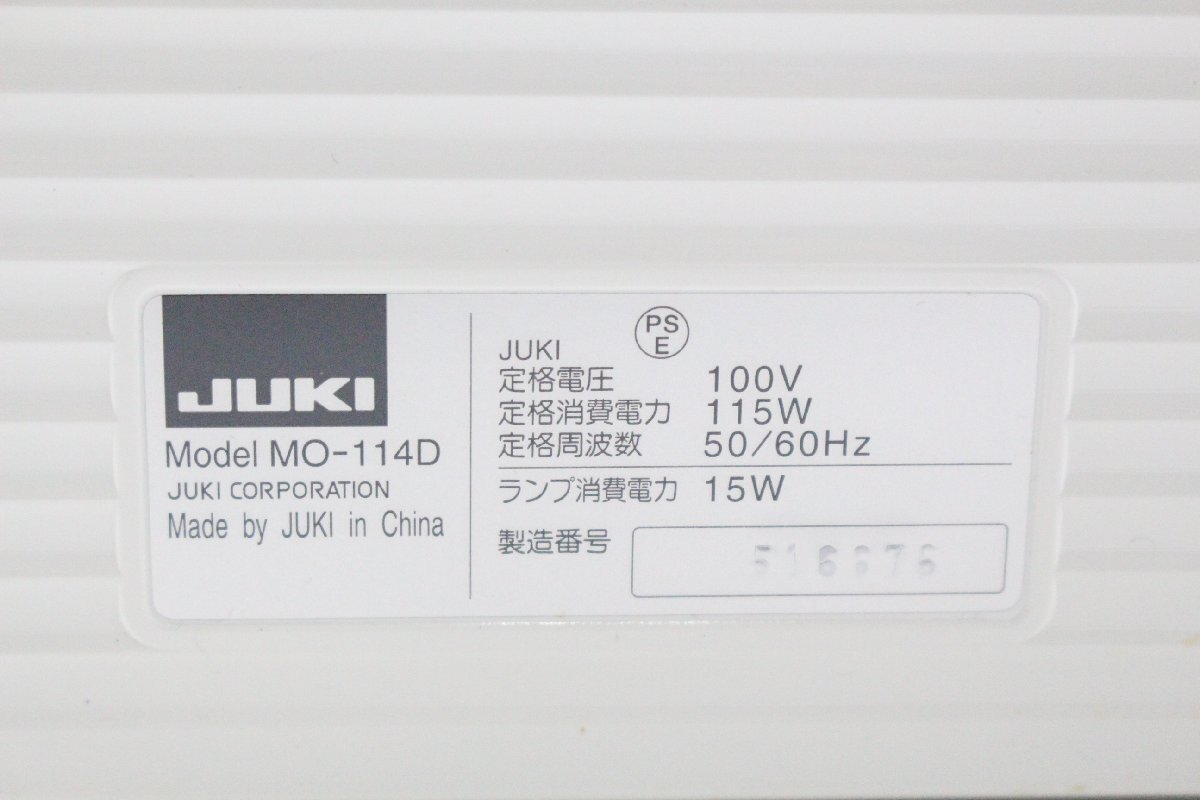 JUKI
Model MO-114D
JUKI CORPORATION
Made by JUKI in China
PS
E
JUKI
定格電圧 100V
定格消費電力 115W
定格周波数 50/60Hz
ランプ消費電力 15W
製造番号